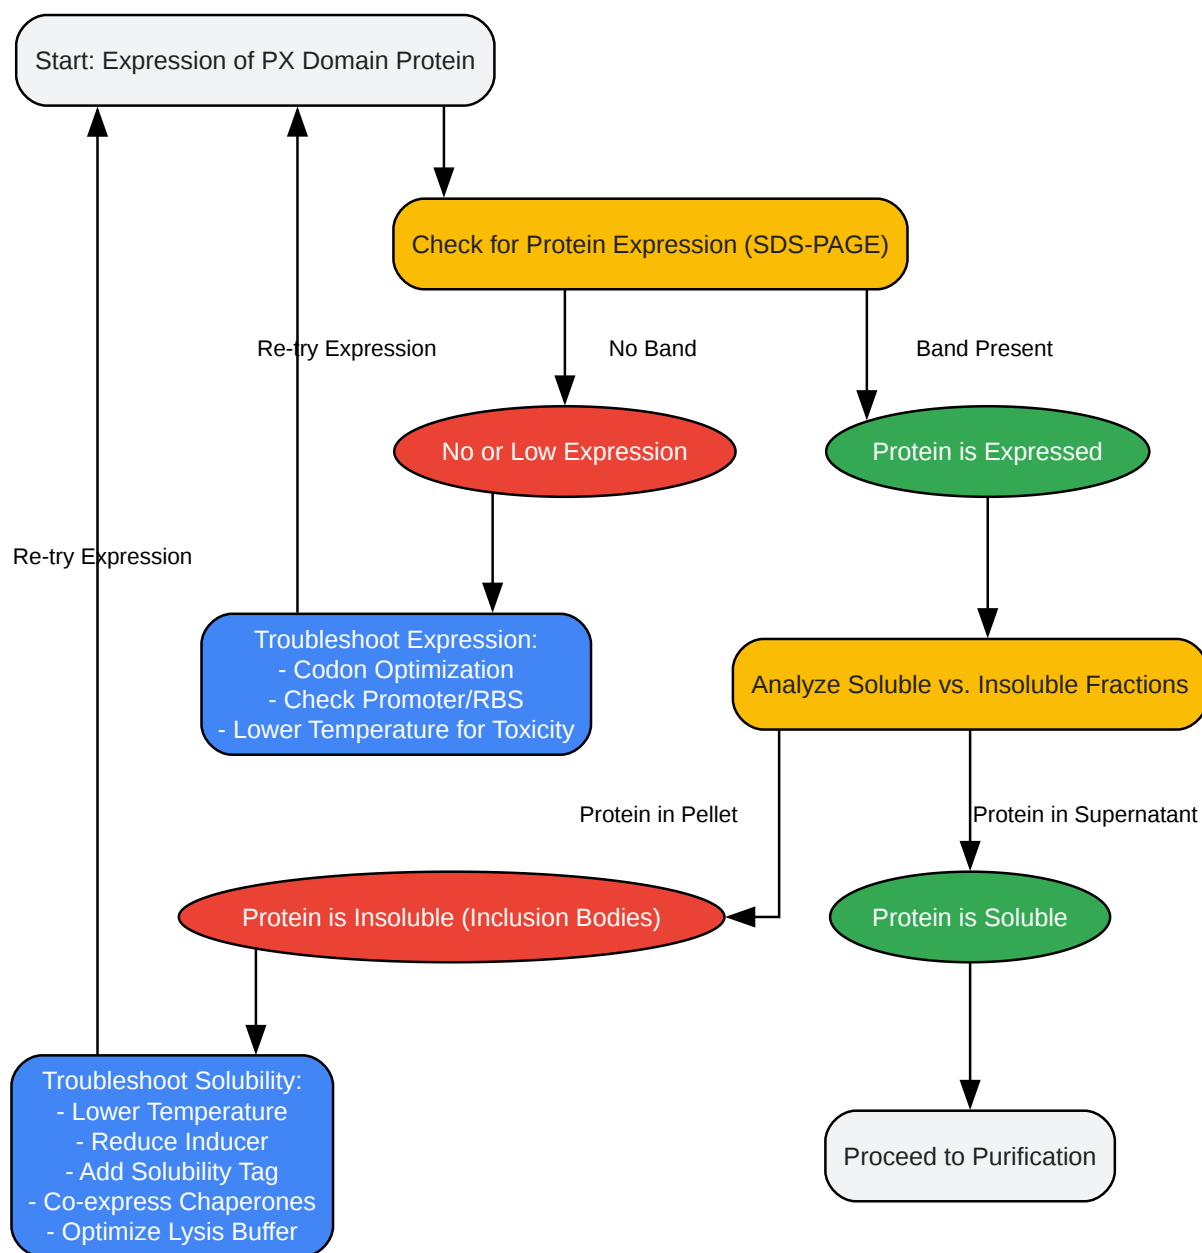 Start: Expression of PX Domain Protein
Check for Protein Expression (SDS-PAGE)
Re-try Expression
No Band
Band Present
No or Low Expression
Protein is Expressed
Re-try Expression
Troubleshoot Expression:
- Codon Optimization
- Check Promoter/RBS
- Lower Temperature for Toxicity
Analyze Soluble vs. Insoluble Fractions
Protein in Pellet
Protein in Supernatant
Protein is Insoluble (Inclusion Bodies)
Protein is Soluble
Troubleshoot Solubility:
- Lower Temperature
- Reduce Inducer
- Add Solubility Tag
- Co-express Chaperones
- Optimize Lysis Buffer
Proceed to Purification